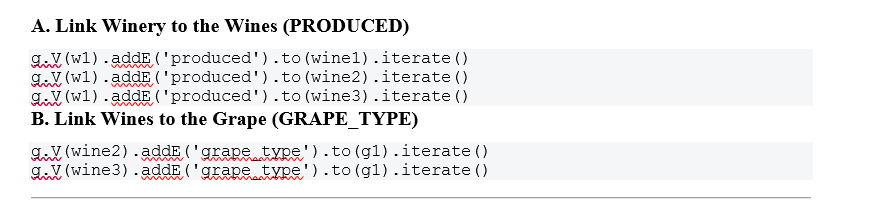 A. Link Winery to the Wines (PRODUCED)
g.V(w1).addE('produced').to(wine1).iterate()
g.V(w1).addE('produced').to(wine2).iterate()
g.V(w1).addE('produced').to(wine3).iterate()
B. Link Wines to the Grape (GRAPE_TYPE)
g.V(wine2).addE('grape_type').to(g1).iterate()
g.V(wine3).addE('grape_type').to(g1).iterate()